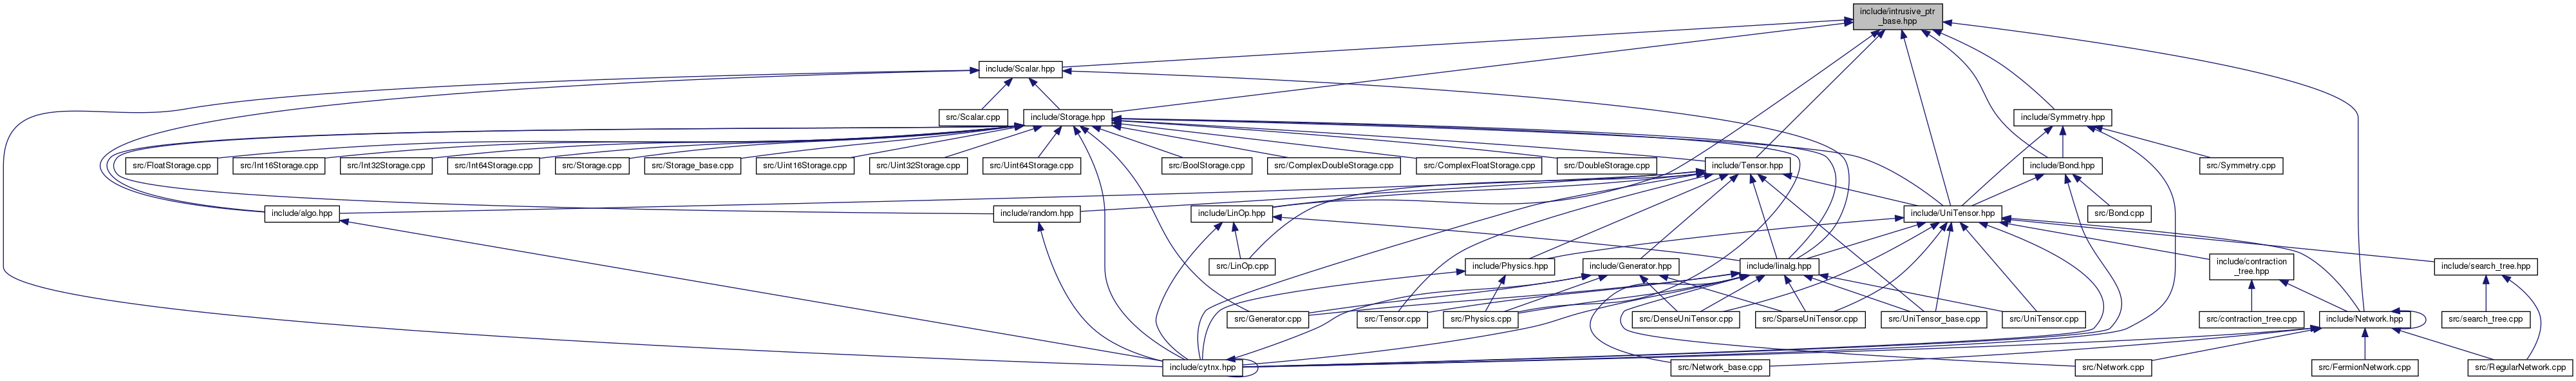 include/intrusive_ptr
_base.hpp
include/Scalar.hpp
src/Scalar.cpp
include/Storage.hpp
include/Symmetry.hpp
src/FloatStorage.cpp
src/Int16Storage.cpp
src/Int32Storage.cpp
src/Int64Storage.cpp
src/Storage.cpp
src/Storage_base.cpp
src/Uint16Storage.cpp
src/Uint32Storage.cpp
src/Uint64Storage.cpp
src/BoolStorage.cpp
src/ComplexDoubleStorage.cpp
src/ComplexFloatStorage.cpp
src/DoubleStorage.cpp
include/Tensor.hpp
include/Bond.hpp
src/Symmetry.cpp
include/algo.hpp
include/random.hpp
include/LinOp.hpp
include/UniTensor.hpp
src/Bond.cpp
src/LinOp.cpp
include/Physics.hpp
include/Generator.hpp
include/linalg.hpp
include/contraction
_tree.hpp
include/search_tree.hpp
src/Generator.cpp
src/Tensor.cpp
src/Physics.cpp
src/DenseUniTensor.cpp
src/SparseUniTensor.cpp
src/UniTensor_base.cpp
src/UniTensor.cpp
src/contraction_tree.cpp
include/Network.hpp
src/search_tree.cpp
include/cytnx.hpp
src/Network_base.cpp
src/Network.cpp
src/FermionNetwork.cpp
src/RegularNetwork.cpp